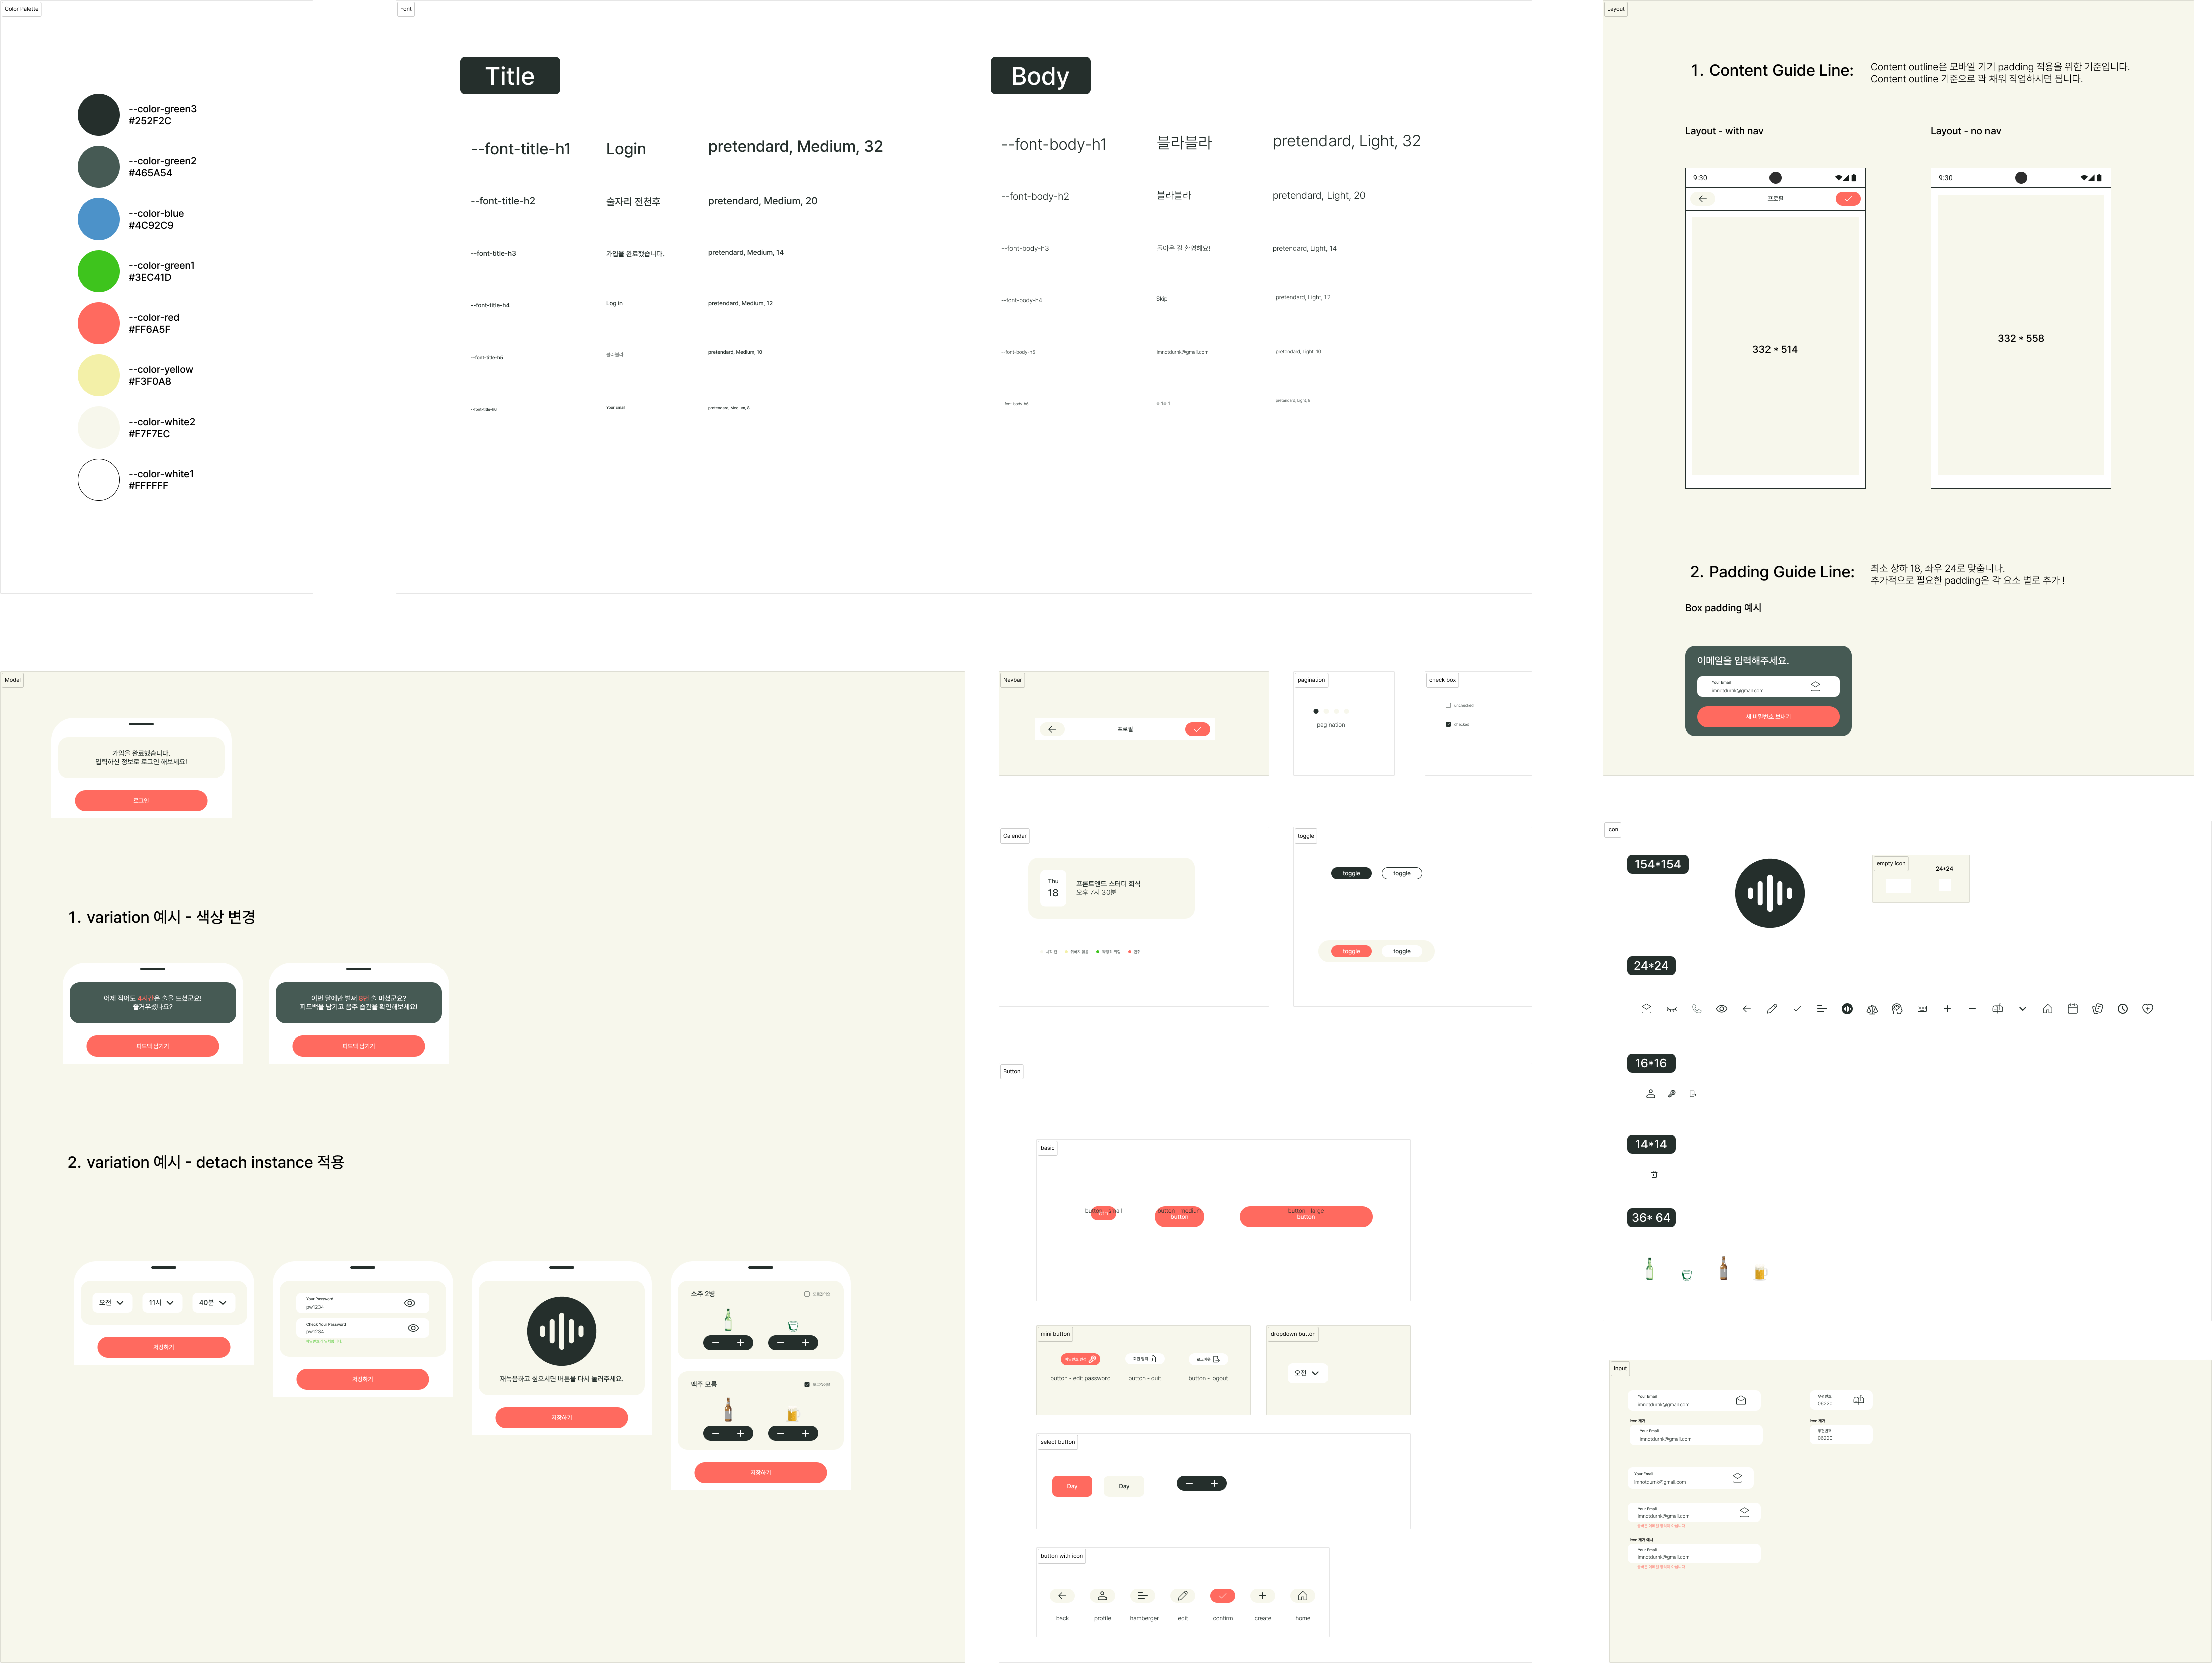 Color Palette
--color-green3
#252F2C
--color-green2
#465A54
--color-blue
#4C92C9
--color-green1
#3EC41D
--color-red
#FF6A5F
--color-yellow
#F3F0A8
--color-white2
#F7F7EC
--color-white1
#FFFFFF
Font
Title
--font-title-h1 Login pretendard, Medium, 32
--font-title-h2 술자리 전천후 pretendard, Medium, 20
--font-title-h3 가입을 완료했습니다. pretendard, Medium, 14
--font-title-h4 Log in pretendard, Medium, 12
--font-title-h5 블라블라 pretendard, Medium, 10
--font-title-h6 Your Email pretendard, Medium, 8
Body
--font-body-h1 블라블라 pretendard, Light, 32
--font-body-h2 블라블라 pretendard, Light, 20
--font-body-h3 돌아온 걸 환영해요! pretendard, Light, 14
--font-body-h4 Skip pretendard, Light, 12
--font-body-h5 imnotdurnk@gmail.com pretendard, Light, 10
--font-body-h6 블라블라 pretendard, Light, 8
Layout
1. Content Guide Line:
Content outline은 모바일 기기 padding 적용을 위한 기준입니다.
Content outline 기준으로 꽉 채워 작업하시면 됩니다.
Layout - with nav
9:30
프로필
332 * 514
Layout - no nav
9:30
332 * 558
2. Padding Guide Line:
최소 상하 18, 좌우 24로 맞춥니다.
추가적으로 필요한 padding은 각 요소 별로 추가 !
Box padding 예시
이메일을 입력해주세요.
Your Email
imnotdurnk@gmail.com
새 비밀번호 보내기
Modal
가입을 완료했습니다.
입력하신 정보로 로그인 해보세요!
로그인
1. variation 예시 - 색상 변경
어제 적어도 4시간은 술을 드셨군요!
즐거우셨나요?
피드백 남기기
이번 달에만 벌써 8번 술 마셨군요?
피드백을 남기고 음주 습관을 확인해보세요!
피드백 남기기
2. variation 예시 - detach instance 적용
오전 11시 40분
저장하기
Your Password
pw1234
Check Your Password
pw1234
저장하기
재녹음하고 싶으시면 버튼을 다시 눌러주세요.
저장하기
소주 2병
맥주 모름
저장하기
Navbar
프로필
pagination
pagination
check box
unchecked
checked
Calendar
Thu
18
프론트엔드 스터디 회식
오후 7시 30분
toggle
toggle toggle
toggle toggle
Button
basic
button - small
button - medium
button
button - large
button
mini button
비밀번호 변경
회원 탈퇴
로그아웃
button - edit password
button - quit
button - logout
dropdown button
오전
select button
Day
Day
button with icon
back
profile
hamberger
edit
confirm
create
home
Icon
154*154
empty icon
24*24
24*24
16*16
14*14
36* 64
Input
Your Email
imnotdurnk@gmail.com
Icon 제거
Your Email
imnotdurnk@gmail.com
Your Email
imnotdurnk@gmail.com
Your Email
imnotdurnk@gmail.com
Icon 제거 예시
Your Email
imnotdurnk@gmail.com
우편번호
06220
Icon 제거
우편번호
06220